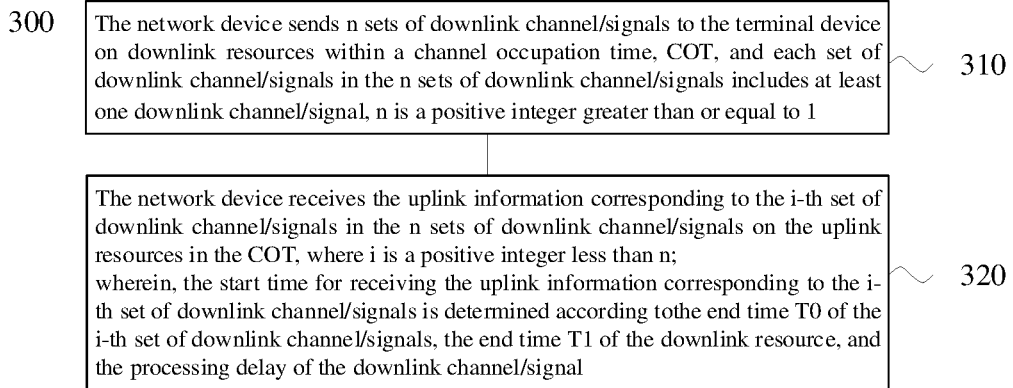 300
The network device sends n sets of downlink channel/signals to the terminal device
on downlink resources within a channel occupation time, COT, and each set of
downlink channel/signals in the n sets of downlink channel/signals includes at least
one downlink channel/signal, n is a positive integer greater than or equal to 1
310
The network device receives the uplink information corresponding to the i-th set of
downlink channel/signals in the n sets of downlink channel/signals on the uplink
resources in the COT, where i is a positive integer less than n;
wherein, the start time for receiving the uplink information corresponding to the i-
th set of downlink channel/signals is determined according tothe end time T0 of the
i-th set of downlink channel/signals, the end time T1 of the downlink resource, and
the processing delay of the downlink channel/signal
320